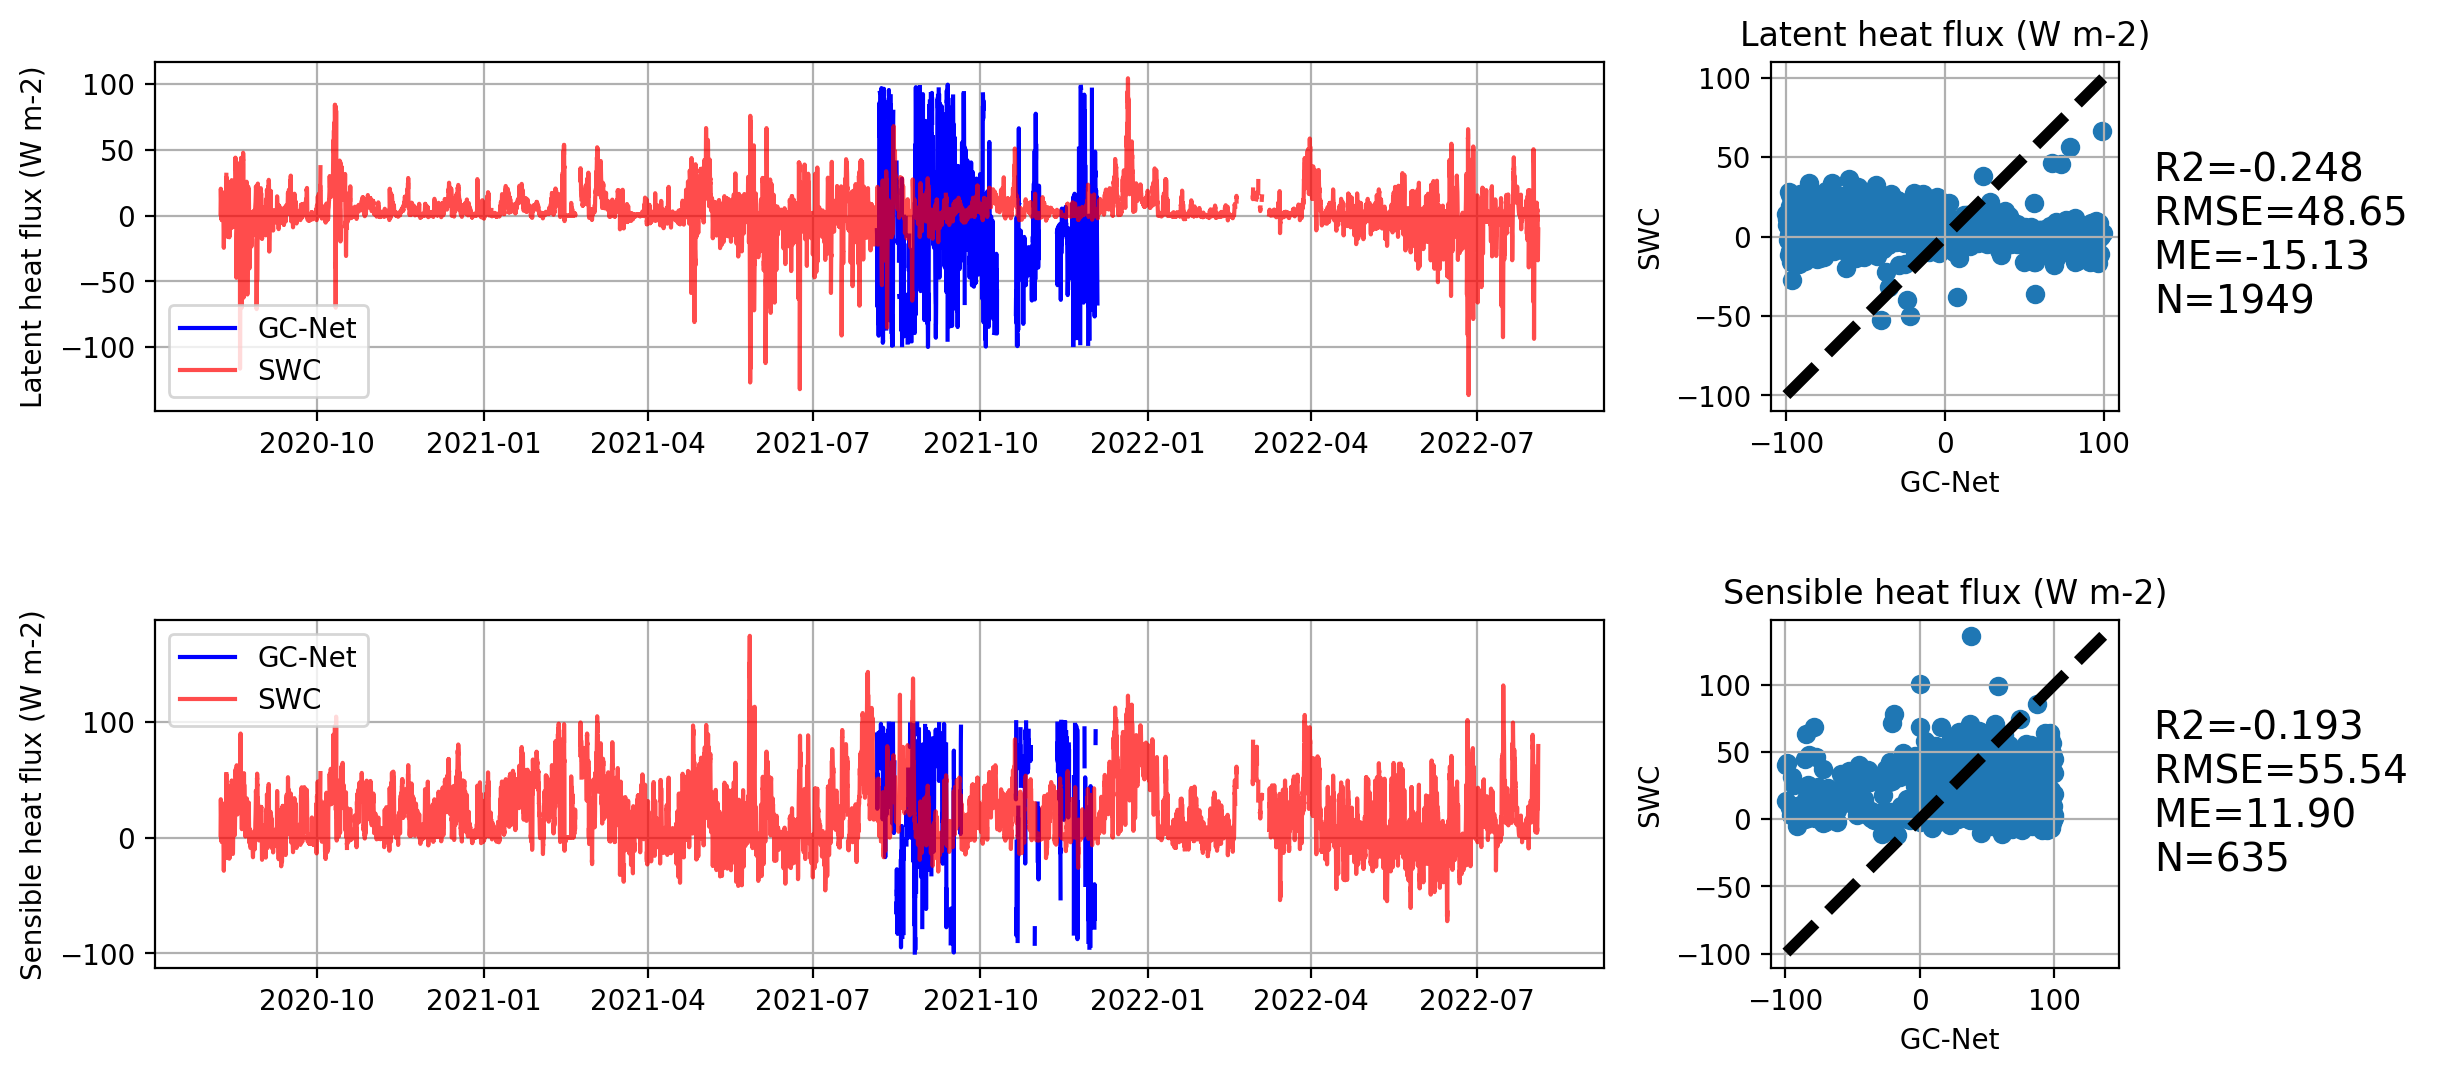 Latent heat flux (W m-2)
100
50
0
−50
−100
GC-Net
SWC
2020-10 2021-01 2021-04 2021-07 2021-10 2022-01 2022-04 2022-07
Latent heat flux (W m-2)
SWC
100
50
0
−50
−100
−100 0 100
GC-Net
R2=-0.248
RMSE=48.65
ME=-15.13
N=1949
Sensible heat flux (W m-2)
100
0
−100
GC-Net
SWC
2020-10 2021-01 2021-04 2021-07 2021-10 2022-01 2022-04 2022-07
Sensible heat flux (W m-2)
SWC
100
50
0
−50
−100
−100 0 100
GC-Net
R2=-0.193
RMSE=55.54
ME=11.90
N=635